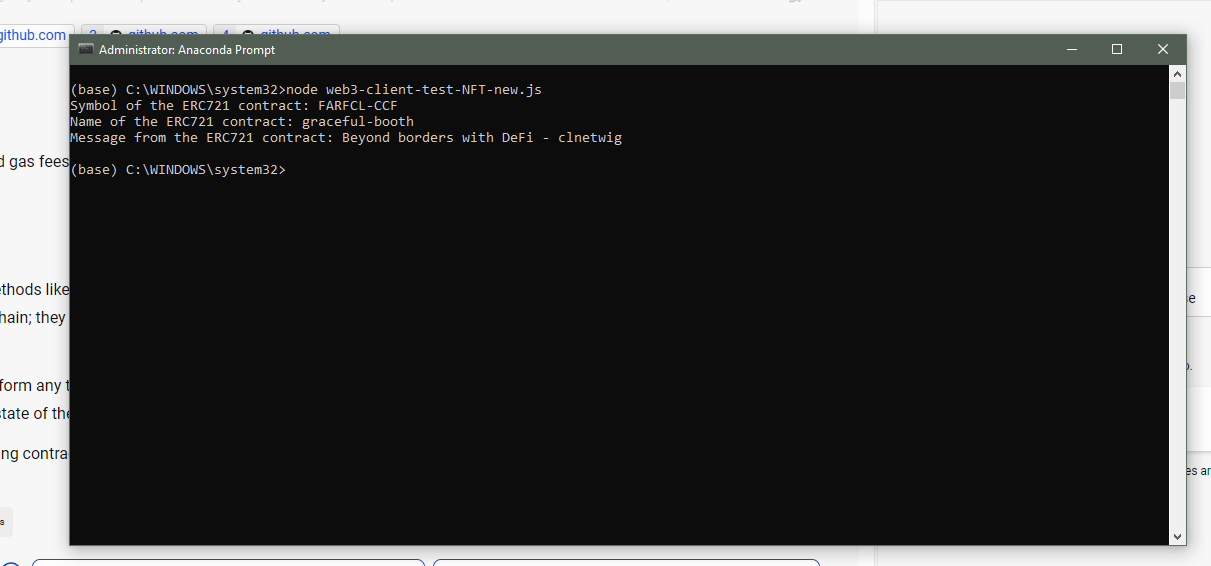 github.com 3 github.com 4 github.com
Administrator: Anaconda Prompt
(base) C:\WINDOWS\system32>node web3-client-test-NFT-new.js
Symbol of the ERC721 contract: FARFCL-CCF
Name of the ERC721 contract: graceful-booth
Message from the ERC721 contract: Beyond borders with DeFi - clnetwig
(base) C:\WINDOWS\system32>
d gas fees
ethods like
hain; they
form any t
state of the
ng contra
s
se
o.
es ar